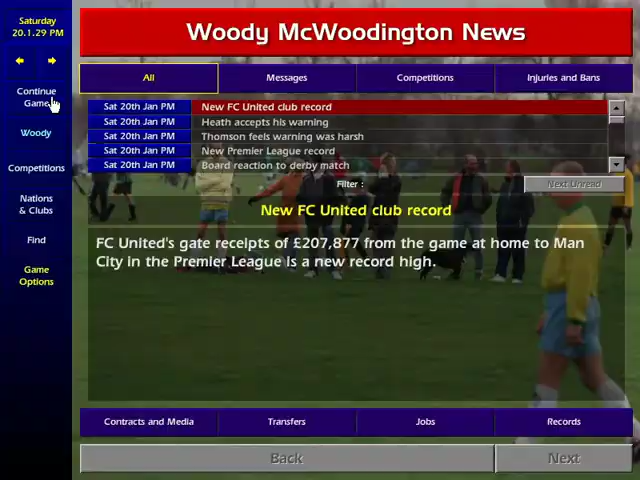 Saturday
20.1.29 PM
Woody McWoodington News
All
Messages
Competitions
Injuries and Bans
Continue
Game
Woody
Competitions
Nations
& Clubs
Find
Game
Options
Sat 20th Jan PM New FC United club record
Sat 20th Jan PM Heath accepts his warning
Sat 20th Jan PM Thomson feels warning was harsh
Sat 20th Jan PM New Premier League record
Sat 20th Jan PM Board reaction to derby match
Filter :
Next Unread
New FC United club record
FC United's gate receipts of £207,877 from the game at home to Man
City in the Premier League is a new record high.
Contracts and Media
Transfers
Jobs
Records
Back
Next